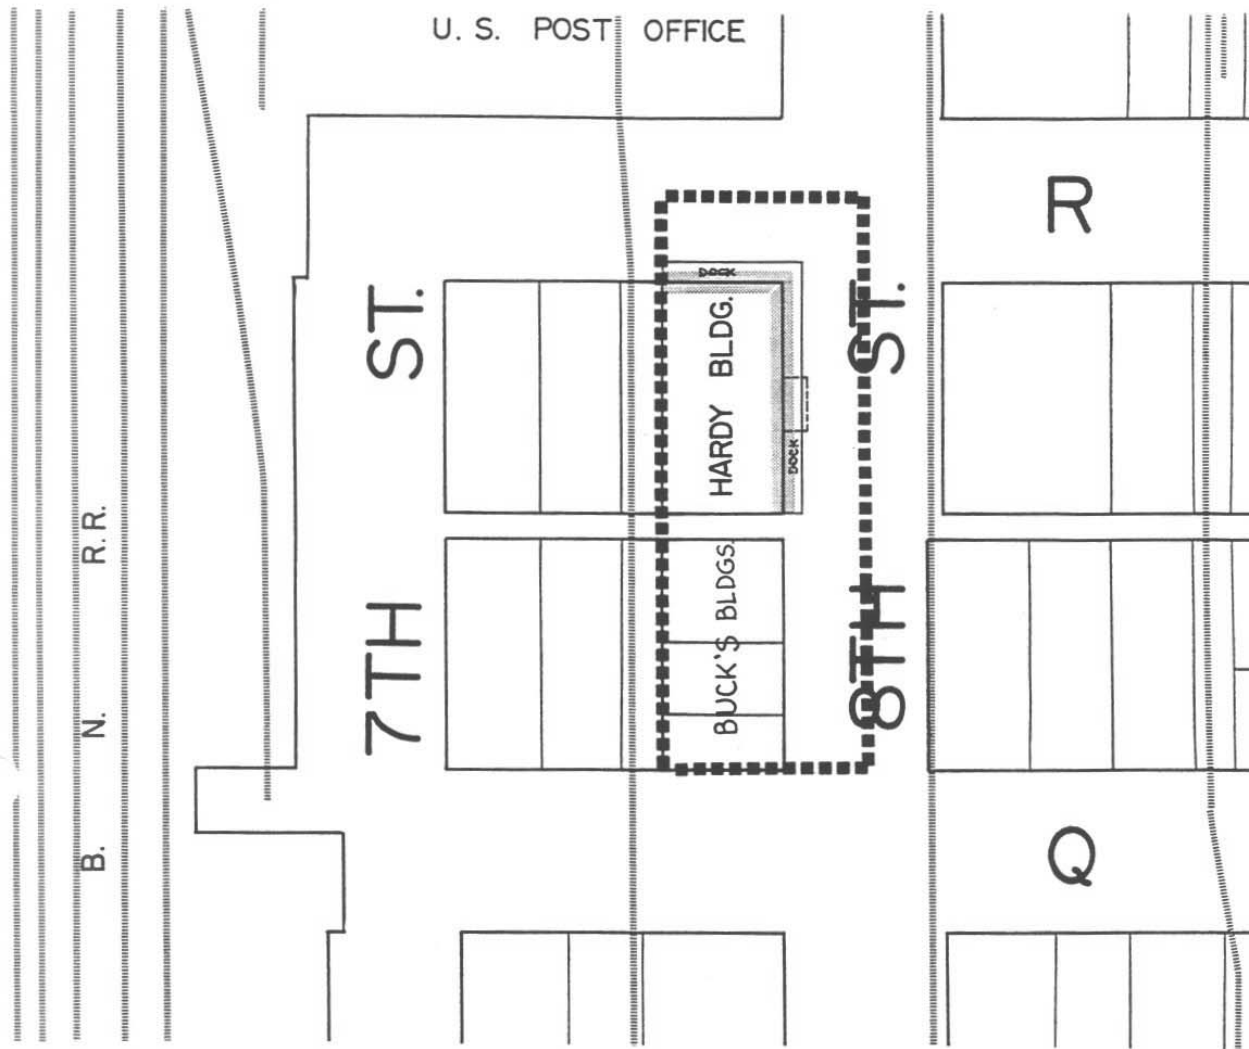 U. S. POST OFFICE
R
DOCK
7TH ST.
HARDY BLDG.
DOCK
8TH ST.
B. N. R.R.
BUCK'S BLDGS.
Q